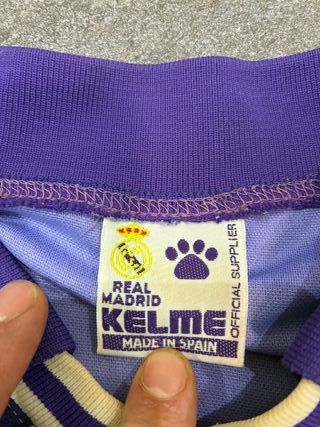 REAL
MADRID
KELME
MADE IN SPAIN
OFFICIAL SUPPLIER